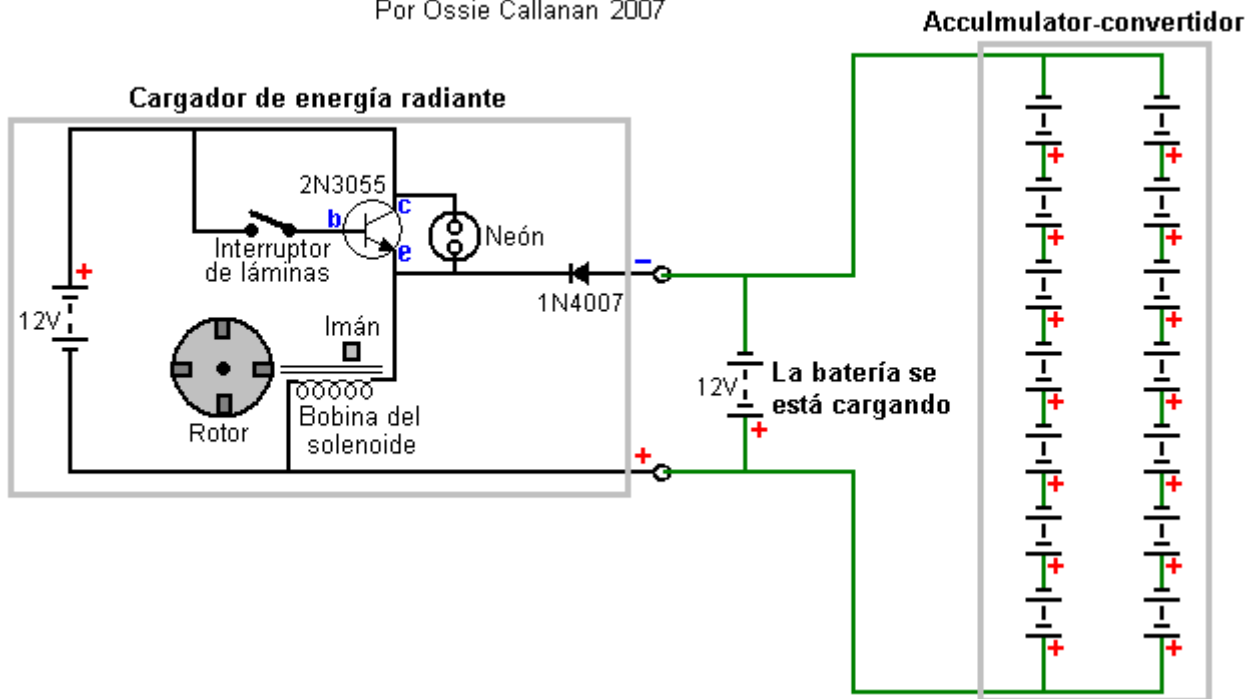 Por Ossie Callanan 2007
Acculmulator-convertidor
Cargador de energía radiante
2N3055
b
c
e
Neón
Interruptor
de láminas
+
12V
–
1N4007
Imán
Rotor
Bobina del
solenoide
+
12V
La batería se
está cargando
+
+ +
+ +
+ +
+ +
+ +
+ +
+ +